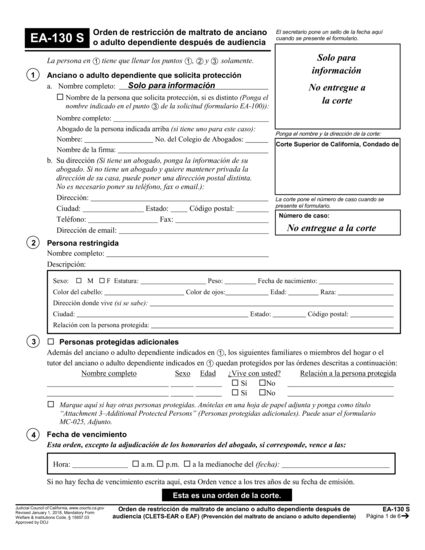 EA-130 S
Orden de restricción de maltrato de anciano
o adulto dependiente después de audiencia
El secretario pone un sello de la fecha aquí
cuando se presente el formulario.
Solo para
información
No entregue a
la corte
La persona en ① tiene que llenar los puntos ①, ② y ③ solamente.
1 Anciano o adulto dependiente que solicita protección
a. Nombre completo: Solo para información
☐ Nombre de la persona que solicita protección, si es distinto (Ponga el
nombre indicado en el punto ③ de la solicitud (formulario EA-100)):
Nombre completo:
Abogado de la persona indicada arriba (si tiene uno para este caso):
Nombre: No. del Colegio de Abogados:
Nombre de la firma:
b. Su dirección (Si tiene un abogado, ponga la información de su
abogado. Si no tiene un abogado y quiere mantener privada la
dirección de su casa, puede poner una dirección postal distinta.
No es necesario poner su teléfono, fax o email.):
Dirección:
Ciudad: Estado: Código postal:
Teléfono: Fax:
Dirección de email:
Ponga el nombre y la dirección de la corte:
Corte Superior de California, Condado de
La corte pone el número de caso cuando se
presente el formulario.
Número de caso:
No entregue a la corte
2 Persona restringida
Nombre completo:
Descripción:
Sexo: ☐ M ☐ F Estatura: Peso: Fecha de nacimiento:
Color del cabello: Color de ojos: Edad: Raza:
Dirección donde vive (si se sabe):
Ciudad: Estado: Código postal:
Relación con la persona protegida:
3 ☐ Personas protegidas adicionales
Además del anciano o adulto dependiente indicados en ①, los siguientes familiares o miembros del hogar o el
tutor del anciano o adulto dependiente indicados en ① quedan protegidos por las órdenes descritas a continuación:
Nombre completo Sexo Edad ¿Vive con usted? Relación a la persona protegida
☐ Sí ☐No
☐ Sí ☐No
☐ Marque aquí si hay otras personas protegidas. Anótelas en una hoja de papel adjunta y ponga como título
“Attachment 3–Additional Protected Persons” (Personas protegidas adicionales). Puede usar el formulario
MC-025, Adjunto.
4 Fecha de vencimiento
Esta orden, excepto la adjudicación de los honorarios del abogado, si corresponde, vence a las:
Hora: ☐ a.m. ☐ p.m. ☐ a la medianoche del (fecha):
Si no hay fecha de vencimiento escrita aquí, esta Orden vence a los tres años de su fecha de emisión.
Esta es una orden de la corte.
Judicial Council of California, www.courts.ca.gov
Revised January 1, 2018, Mandatory Form
Welfare & Institutions Code, § 15657.03
Approved by DOJ
Orden de restricción de maltrato de anciano o adulto dependiente después de
audiencia (CLETS-EAR o EAF) (Prevención del maltrato de anciano o adulto dependiente)
EA-130 S
Página 1 de 6→